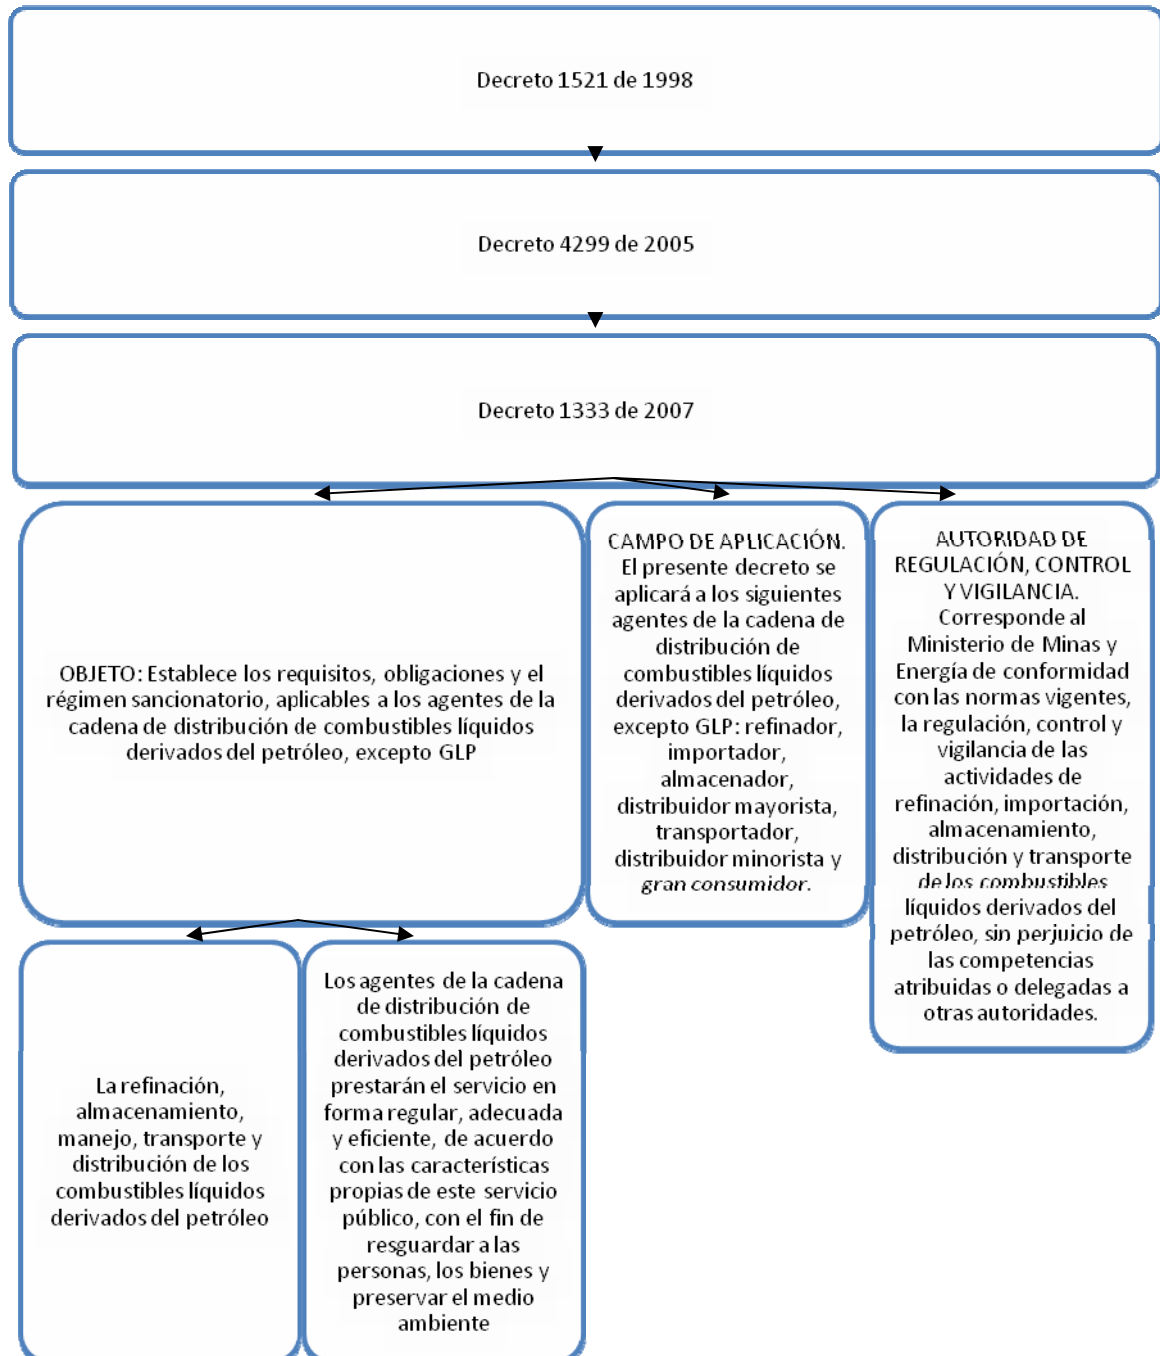 Decreto 1521 de 1998
Decreto 4299 de 2005
Decreto 1333 de 2007
OBJETO: Establece los requisitos, obligaciones y el
régimen sancionatorio, aplicables a los agentes de la
cadena de distribución de combustibles líquidos
derivados del petróleo, excepto GLP
CAMPO DE APLICACIÓN.
El presente decreto se
aplicará a los siguientes
agentes de la cadena de
distribución de
combustibles líquidos
derivados del petróleo,
excepto GLP: refinador,
importador,
almacenador,
distribuidor mayorista,
transportador,
distribuidor minorista y
gran consumidor.
AUTORIDAD DE
REGULACIÓN, CONTROL
Y VIGILANCIA.
Corresponde al
Ministerio de Minas y
Energía de conformidad
con las normas vigentes,
la regulación, control y
vigilancia de las
actividades de
refinación, importación,
almacenamiento,
distribución y transporte
de los combustibles
líquidos derivados del
petróleo, sin perjuicio de
las competencias
atribuidas o delegadas a
otras autoridades.
La refinación,
almacenamiento,
manejo, transporte y
distribución de los
combustibles líquidos
derivados del petróleo
Los agentes de la cadena
de distribución de
combustibles líquidos
derivados del petróleo
prestarán el servicio en
forma regular, adecuada
y eficiente, de acuerdo
con las características
propias de este servicio
público, con el fin de
resguardar a las
personas, los bienes y
preservar el medio
ambiente